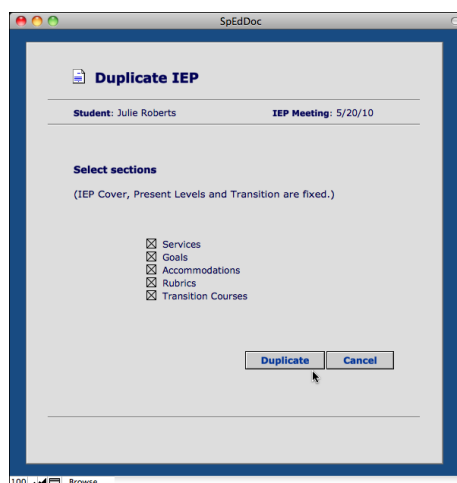 SpEdDoc
Duplicate IEP
Student: Julie Roberts IEP Meeting: 5/20/10
Select sections
(IEP Cover, Present Levels and Transition are fixed.)
Services
Goals
Accommodations
Rubrics
Transition Courses
Duplicate Cancel
100 Browse